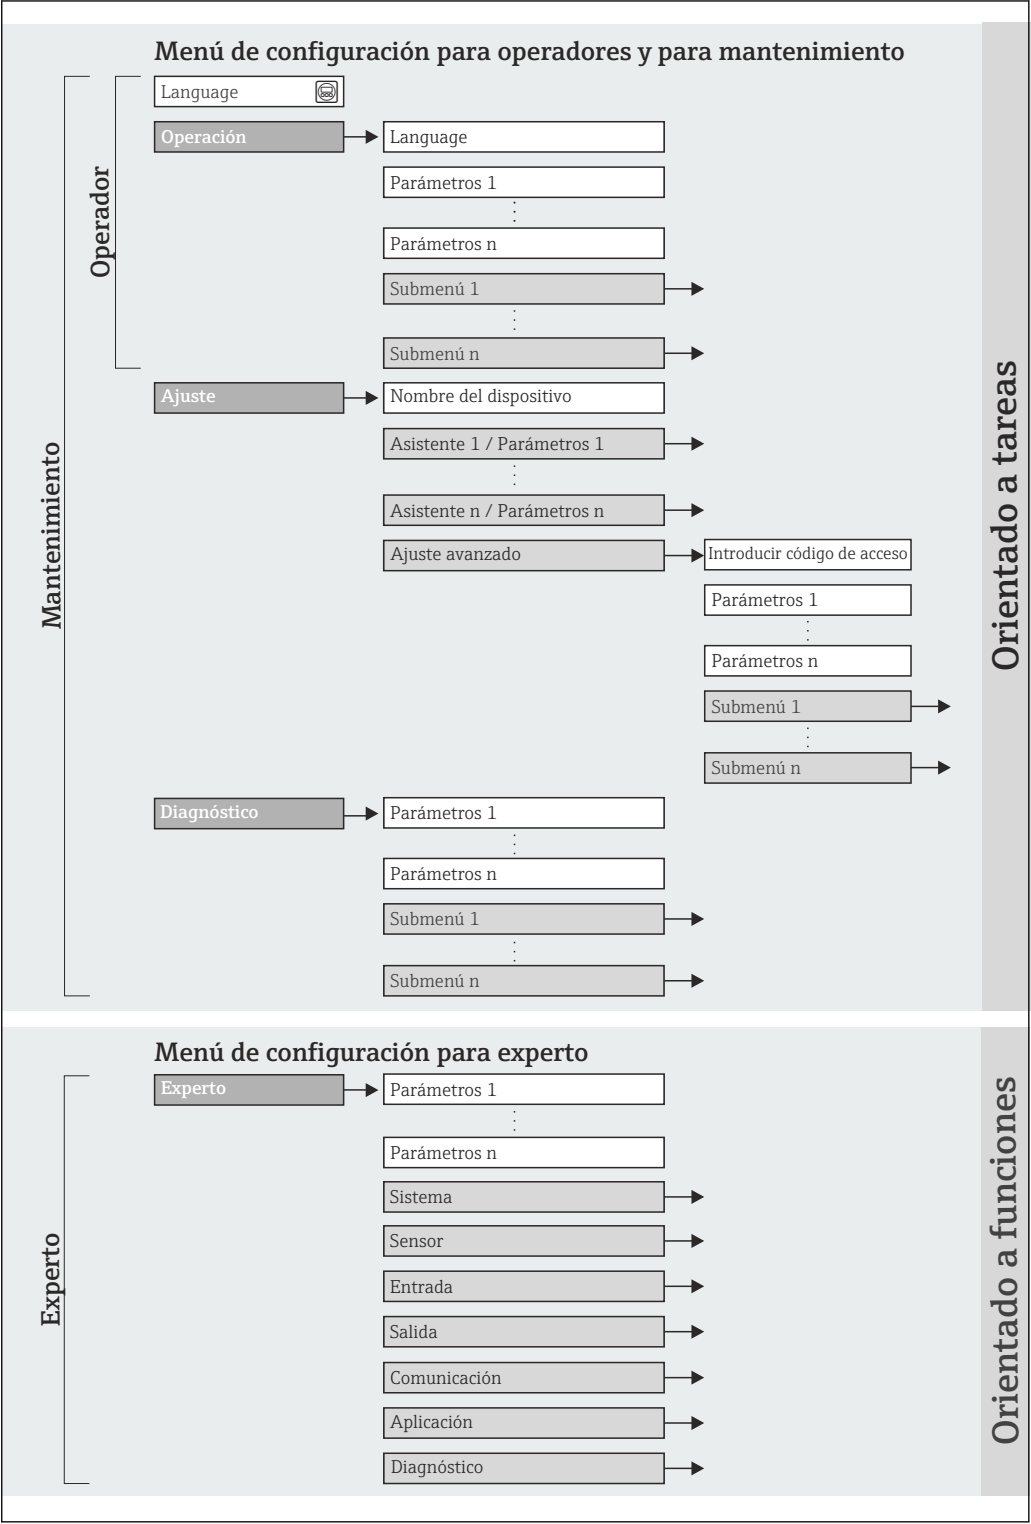 Menú de configuración para operadores y para mantenimiento
Language
Operación
Language
Parámetros 1
Parámetros n
Submenú 1
Submenú n
Operador
Ajuste
Nombre del dispositivo
Asistente 1 / Parámetros 1
Asistente n / Parámetros n
Ajuste avanzado
Introducir código de acceso
Parámetros 1
Parámetros n
Submenú 1
Submenú n
Diagnóstico
Parámetros 1
Parámetros n
Submenú 1
Submenú n
Mantenimiento
Orientado a tareas
Menú de configuración para experto
Experto
Parámetros 1
Parámetros n
Sistema
Sensor
Entrada
Salida
Comunicación
Aplicación
Diagnóstico
Experto
Orientado a funciones